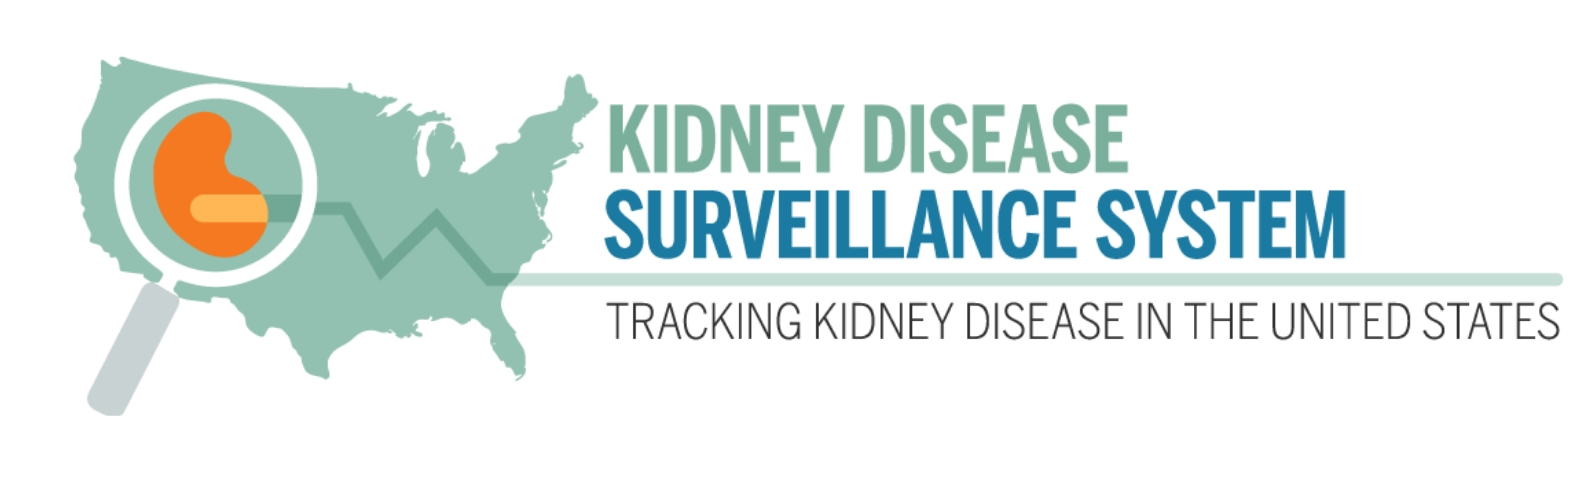 KIDNEY DISEASE
SURVEILLANCE SYSTEM
TRACKING KIDNEY DISEASE IN THE UNITED STATES